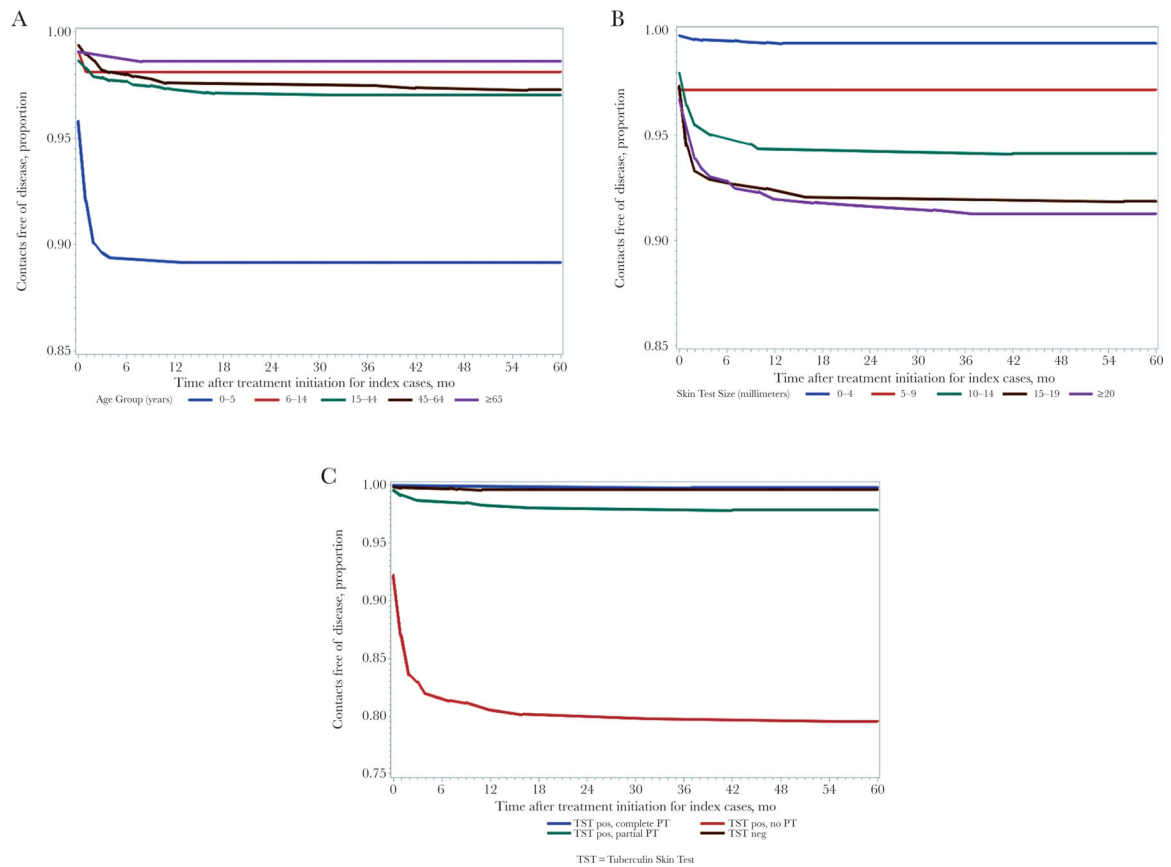 A
Contacts free of disease, proportion
1.00
0.95
0.90
0.85
0 6 12 18 24 30 36 42 48 54 60
Time after treatment initiation for index cases, mo
Age Group (years) 0–5 6–14 15–44 45–64 ≥65
B
Contacts free of disease, proportion
1.00
0.95
0.90
0.85
0 6 12 18 24 30 36 42 48 54 60
Time after treatment initiation for index cases, mo
Skin Test Size (millimeters) 0–4 5–9 10–14 15–19 ≥20
C
Contacts free of disease, proportion
1.00
0.95
0.90
0.85
0.80
0.75
0 6 12 18 24 30 36 42 48 54 60
Time after treatment initiation for index cases, mo
TST pos, complete PT TST pos, no PT
TST pos, partial PT TST neg
TST = Tuberculin Skin Test